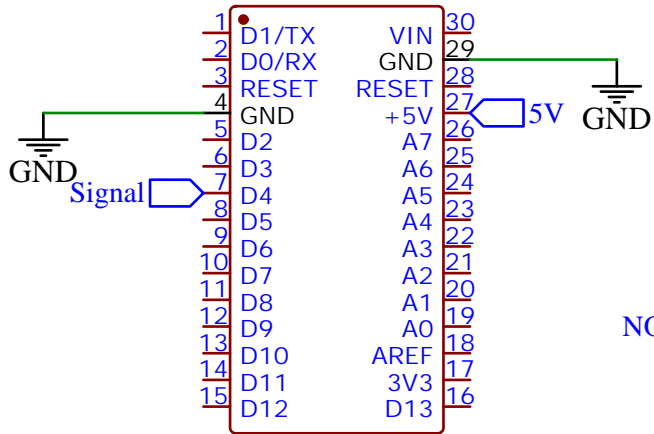 1 D1/TX VIN 30
2 D0/RX GND 29
3 RESET RESET 28
4 GND +5V 27 5V
5 D2 A7 26
6 D3 A6 25
7 D4 A5 24
8 D5 A4 23
9 D6 A3 22
10 D7 A2 21
11 D8 A1 20
12 D9 A0 19
13 D10 AREF 18
14 D11 3V3 17
15 D12 D13 16
GND
Signal
GND